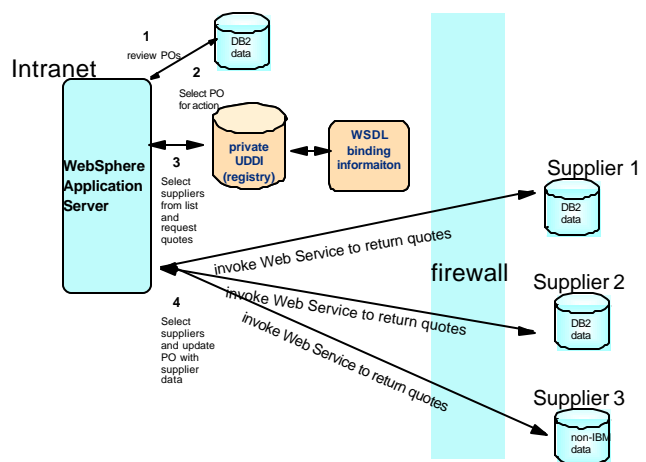 1
review POs
DB2
data
Intranet
2
Select PO
for action
WebSphere
Application
Server
private
UDDI
(registry)
WSDL
binding
informaiton
3
Select
suppliers
from list
and
request
quotes
Supplier 1
DB2
data
invoke Web Service to return quotes
firewall
Supplier 2
DB2
data
invoke Web Service to return quotes
4
Select
suppliers
and update
PO with
supplier
data
invoke Web Service to return quotes
Supplier 3
non-IBM
data